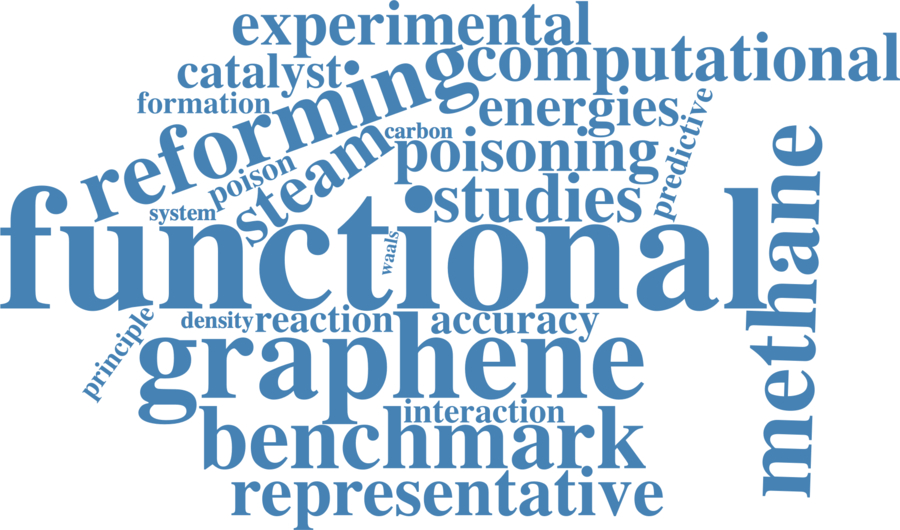 experimental
computational
catalyst
reforming
formation
energies
predictive
carbon
poisoning
steam
poison
studies
system
methane
functional
waals
principle
density
reaction
accuracy
graphene
interaction
benchmark
representative